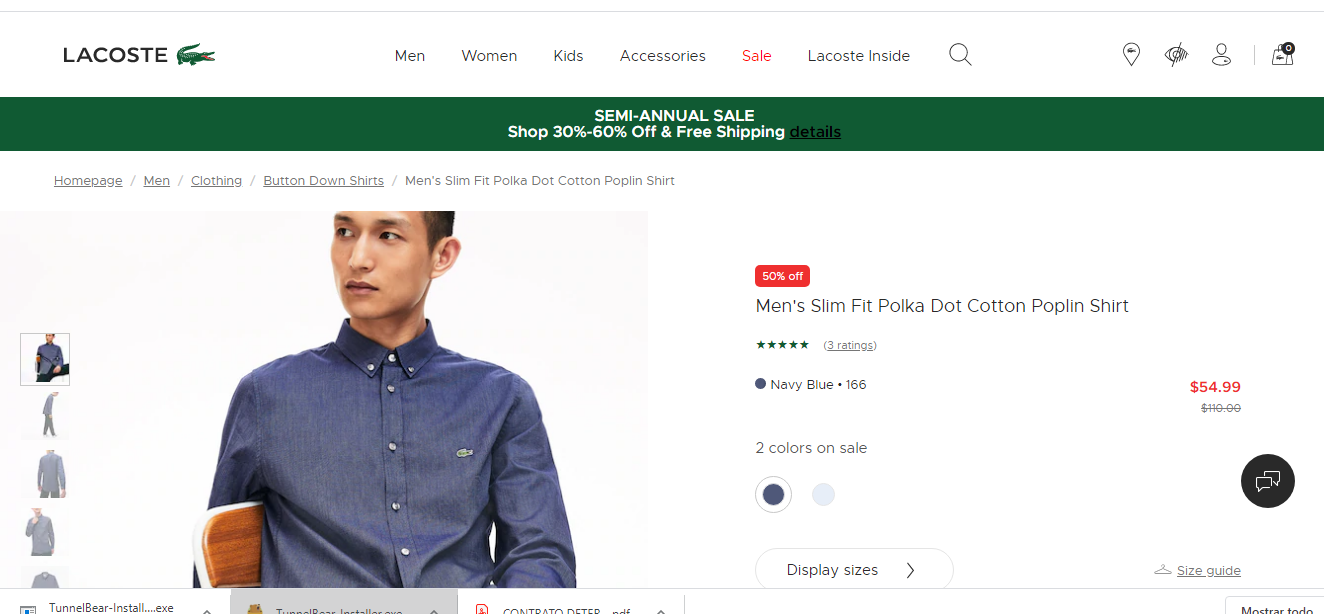 LACOSTE
Men Women Kids Accessories Sale Lacoste Inside
0
SEMI-ANNUAL SALE
Shop 30%-60% Off & Free Shipping details
Homepage / Men / Clothing / Button Down Shirts / Men's Slim Fit Polka Dot Cotton Poplin Shirt
50% off
Men's Slim Fit Polka Dot Cotton Poplin Shirt
★★★★★ (3 ratings)
Navy Blue • 166
$54.99
$110.00
2 colors on sale
Display sizes
Size guide
TunnelBear-Install....exe
TunnelBear-Installer.exe
CONTRATO DETER....pdf
Mostrar todo